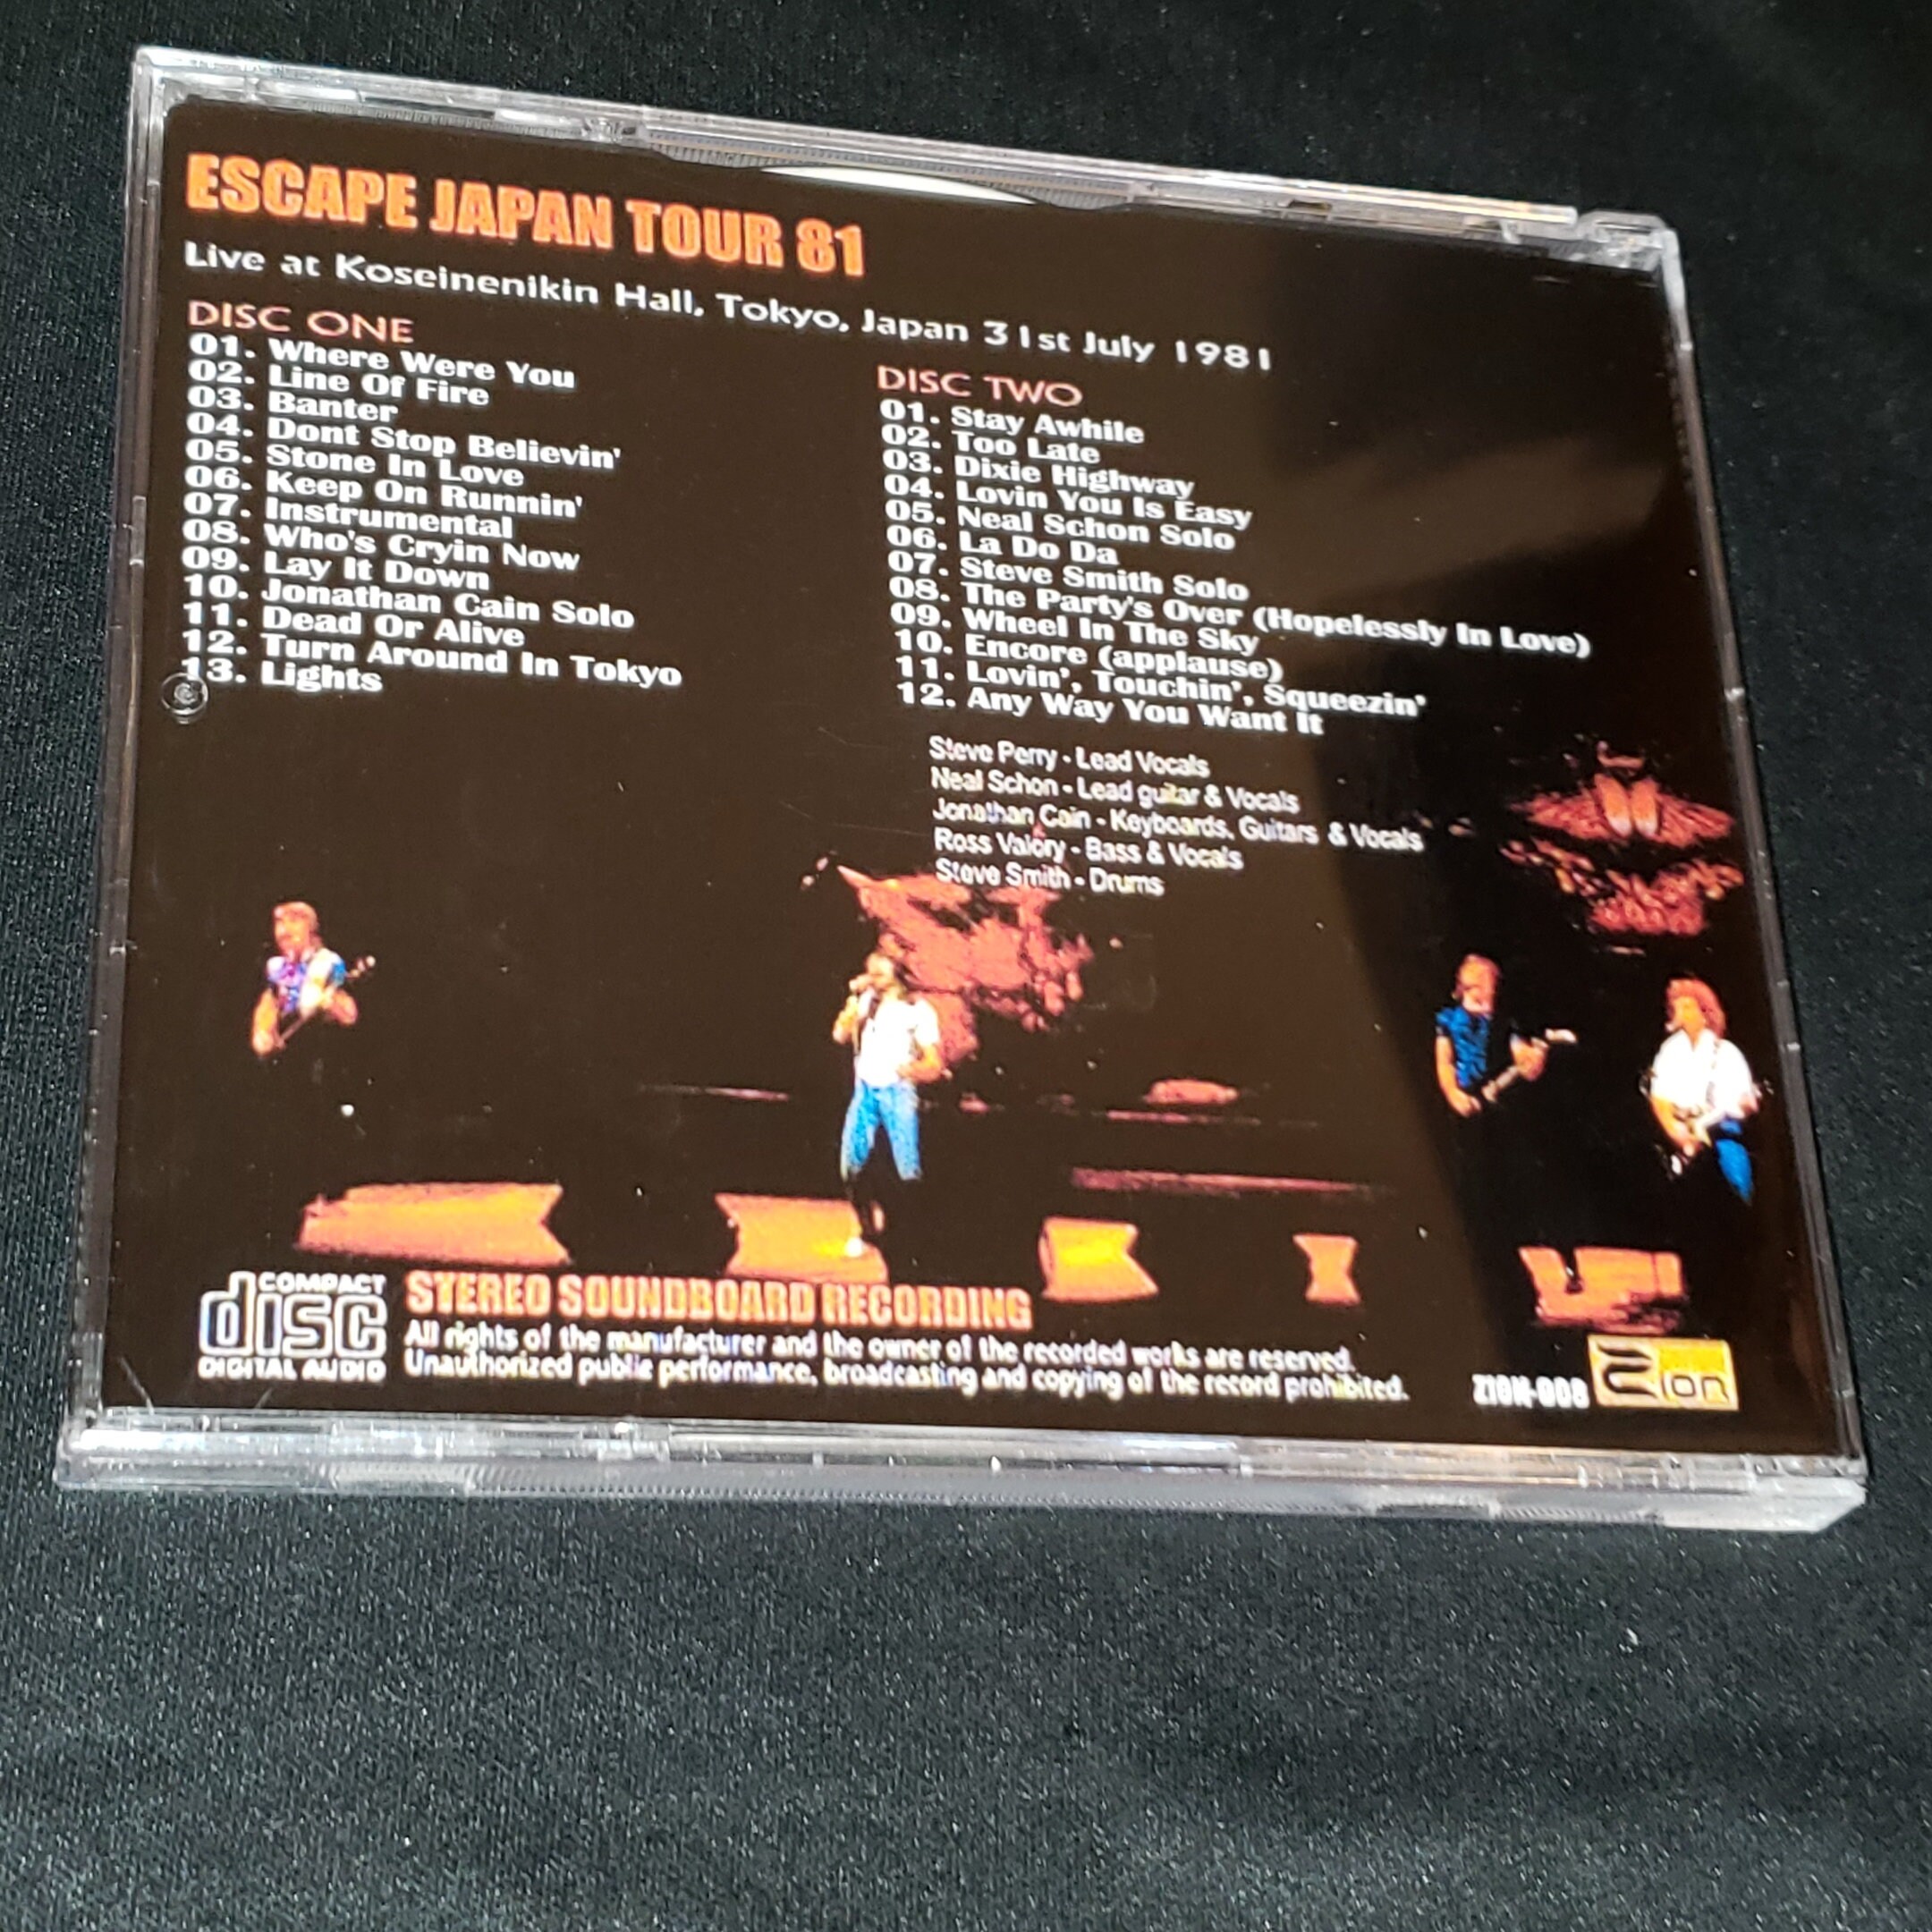 ESCAPE JAPAN TOUR 81
Live at Koseinenikin Hall, Tokyo, Japan 31st July 1981
DISC ONE
01. Where Were You
02. Line Of Fire
03. Banter
04. Dont Stop Believin'
05. Stone In Love
06. Keep On Runnin'
07. Instrumental
08. Who's Cryin Now
09. Lay It Down
10. Jonathan Cain Solo
11. Dead Or Alive
12. Turn Around In Tokyo
13. Lights
DISC TWO
01. Stay Awhile
02. Too Late
03. Dixie Highway
04. Lovin You Is Easy
05. Neal Schon Solo
06. La Do Da
07. Steve Smith Solo
08. The Party's Over (Hopelessly In Love)
09. Wheel In The Sky
10. Encore (applause)
11. Lovin', Touchin', Squeezin'
12. Any Way You Want It
Steve Perry - Lead Vocals
Neal Schon - Lead guitar & Vocals
Jonathan Cain - Keyboards, Guitars & Vocals
Ross Valory - Bass & Vocals
Steve Smith - Drums
COMPACT
disc
DIGITAL AUDIO
STEREO SOUNDBOARD RECORDING
All rights of the manufacturer and the owner of the recorded works are reserved.
Unauthorized public performance, broadcasting and copying of the record prohibited.
ZION-008
Zion